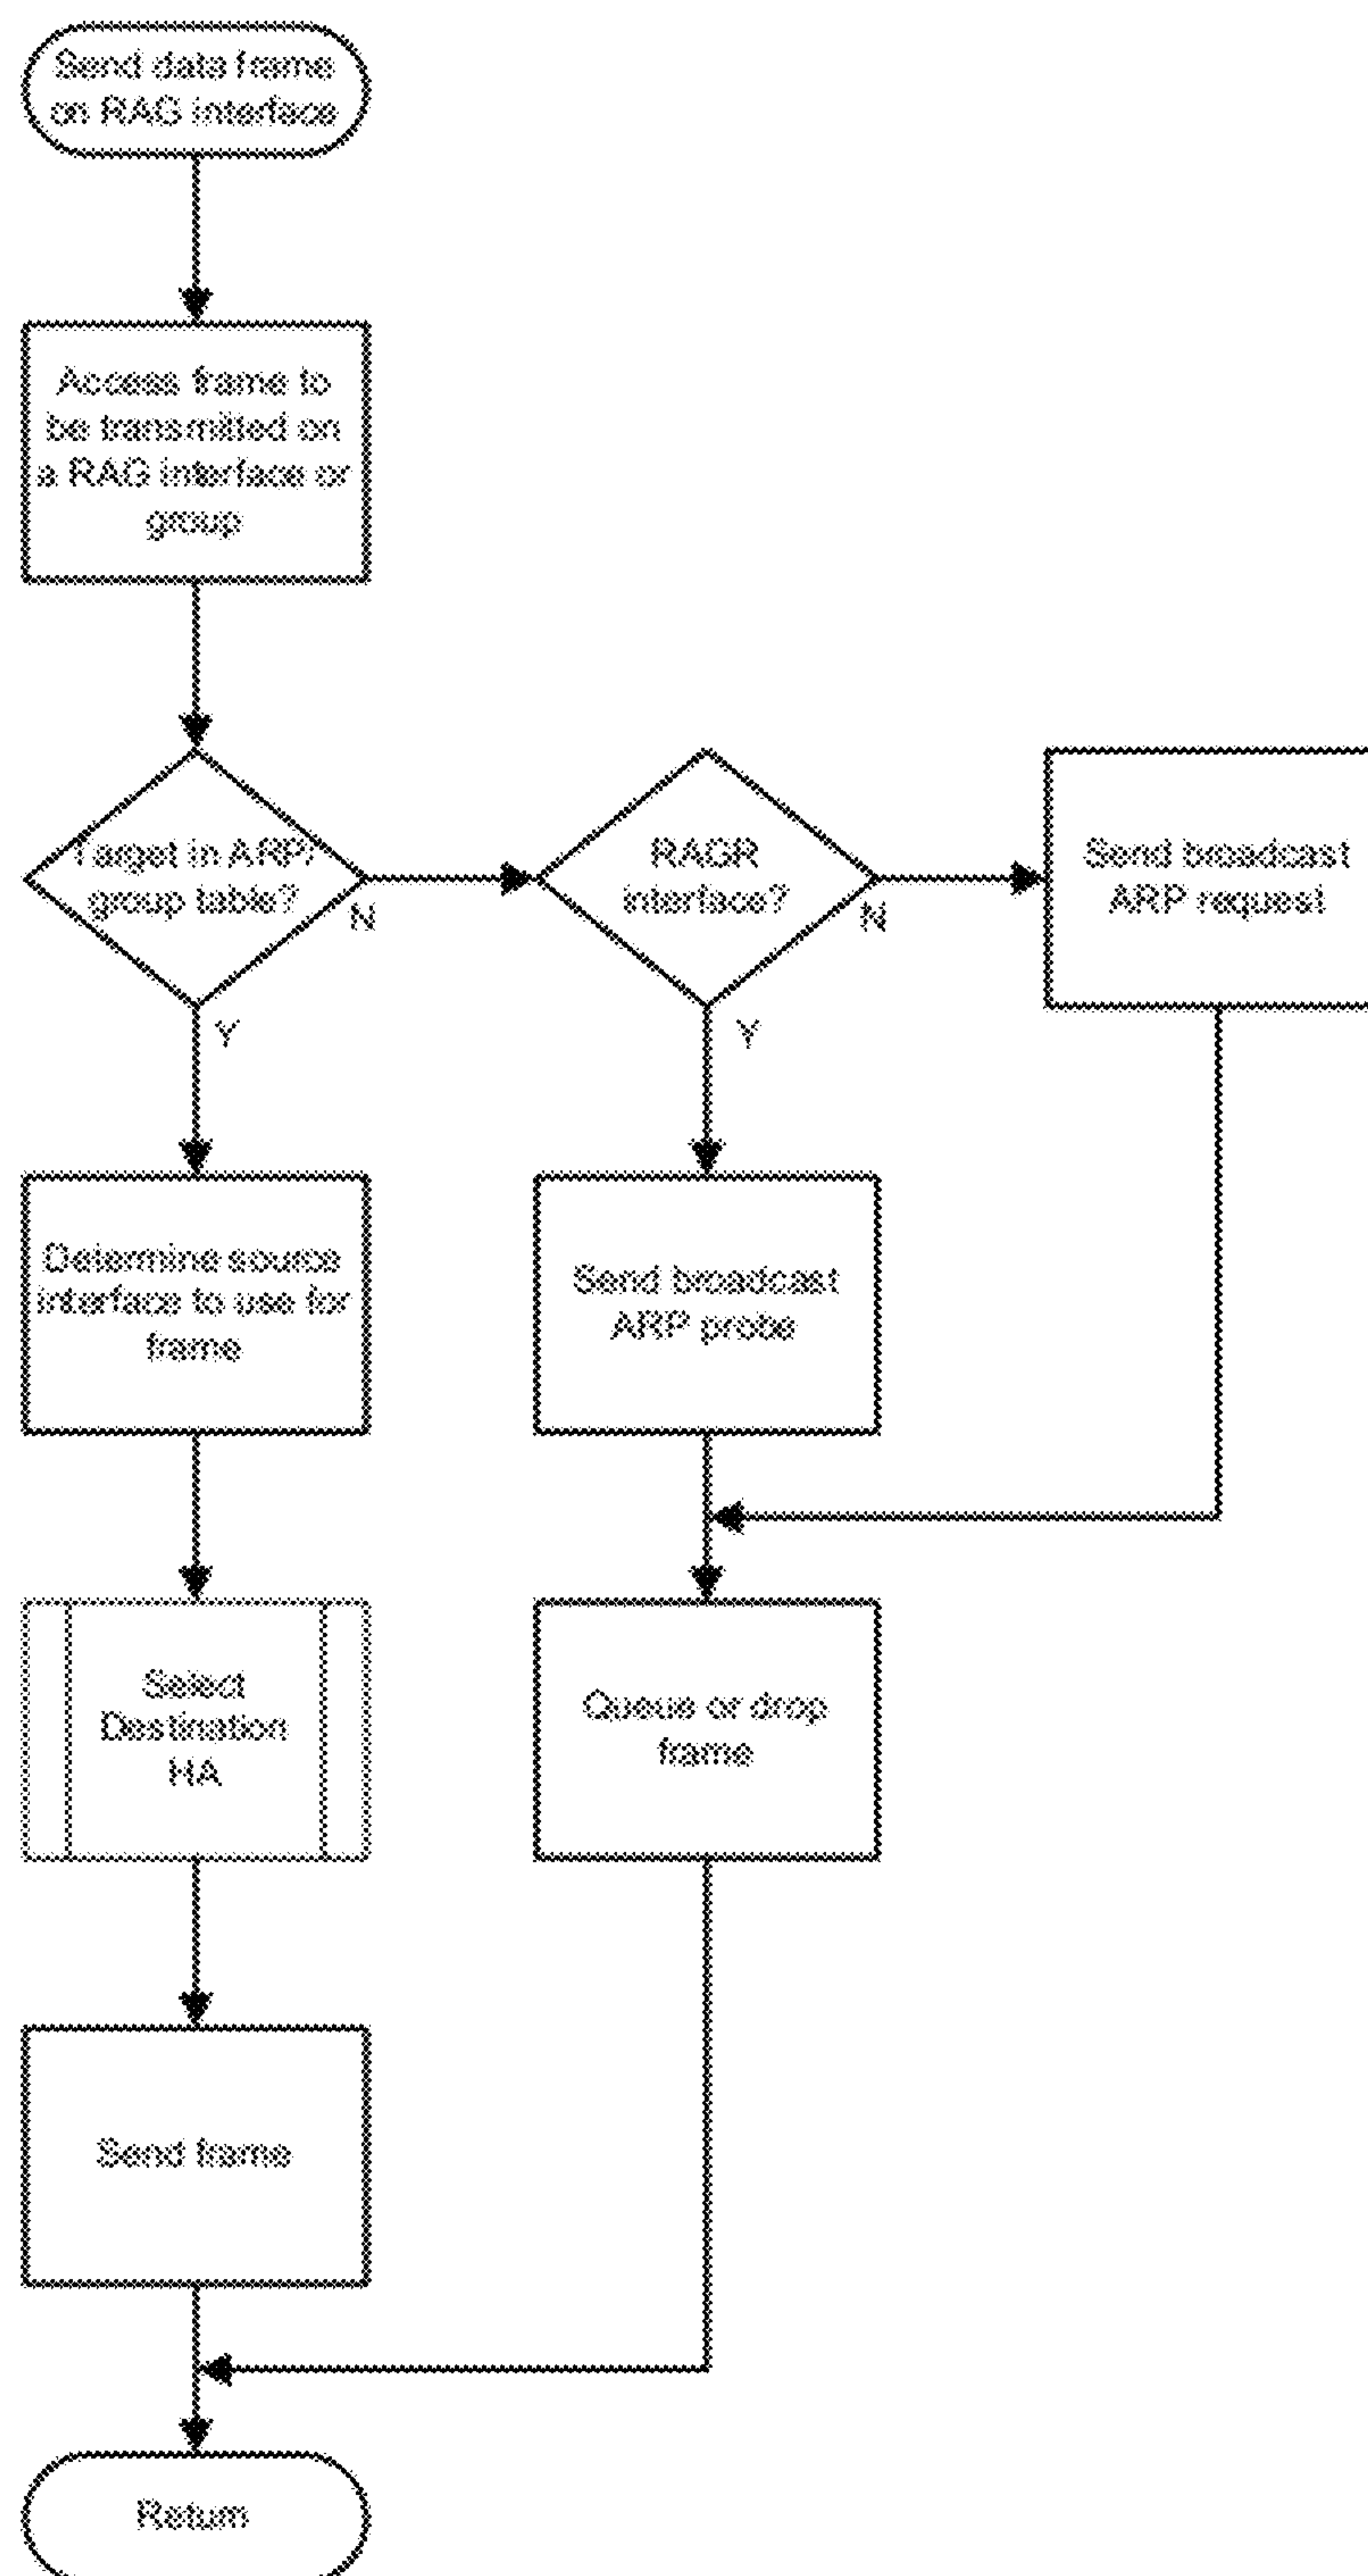 Send data frame
on RAG interface
Access frame to
be transmitted on
a RAG interface or
group
Target in ARP/
group table?
N
Y
RAGR
interface?
N
Y
Send broadcast
ARP request
Determine source
interface to use for
frame
Send broadcast
ARP probe
Select
Destination
HA
Queue or drop
frame
Send frame
Return